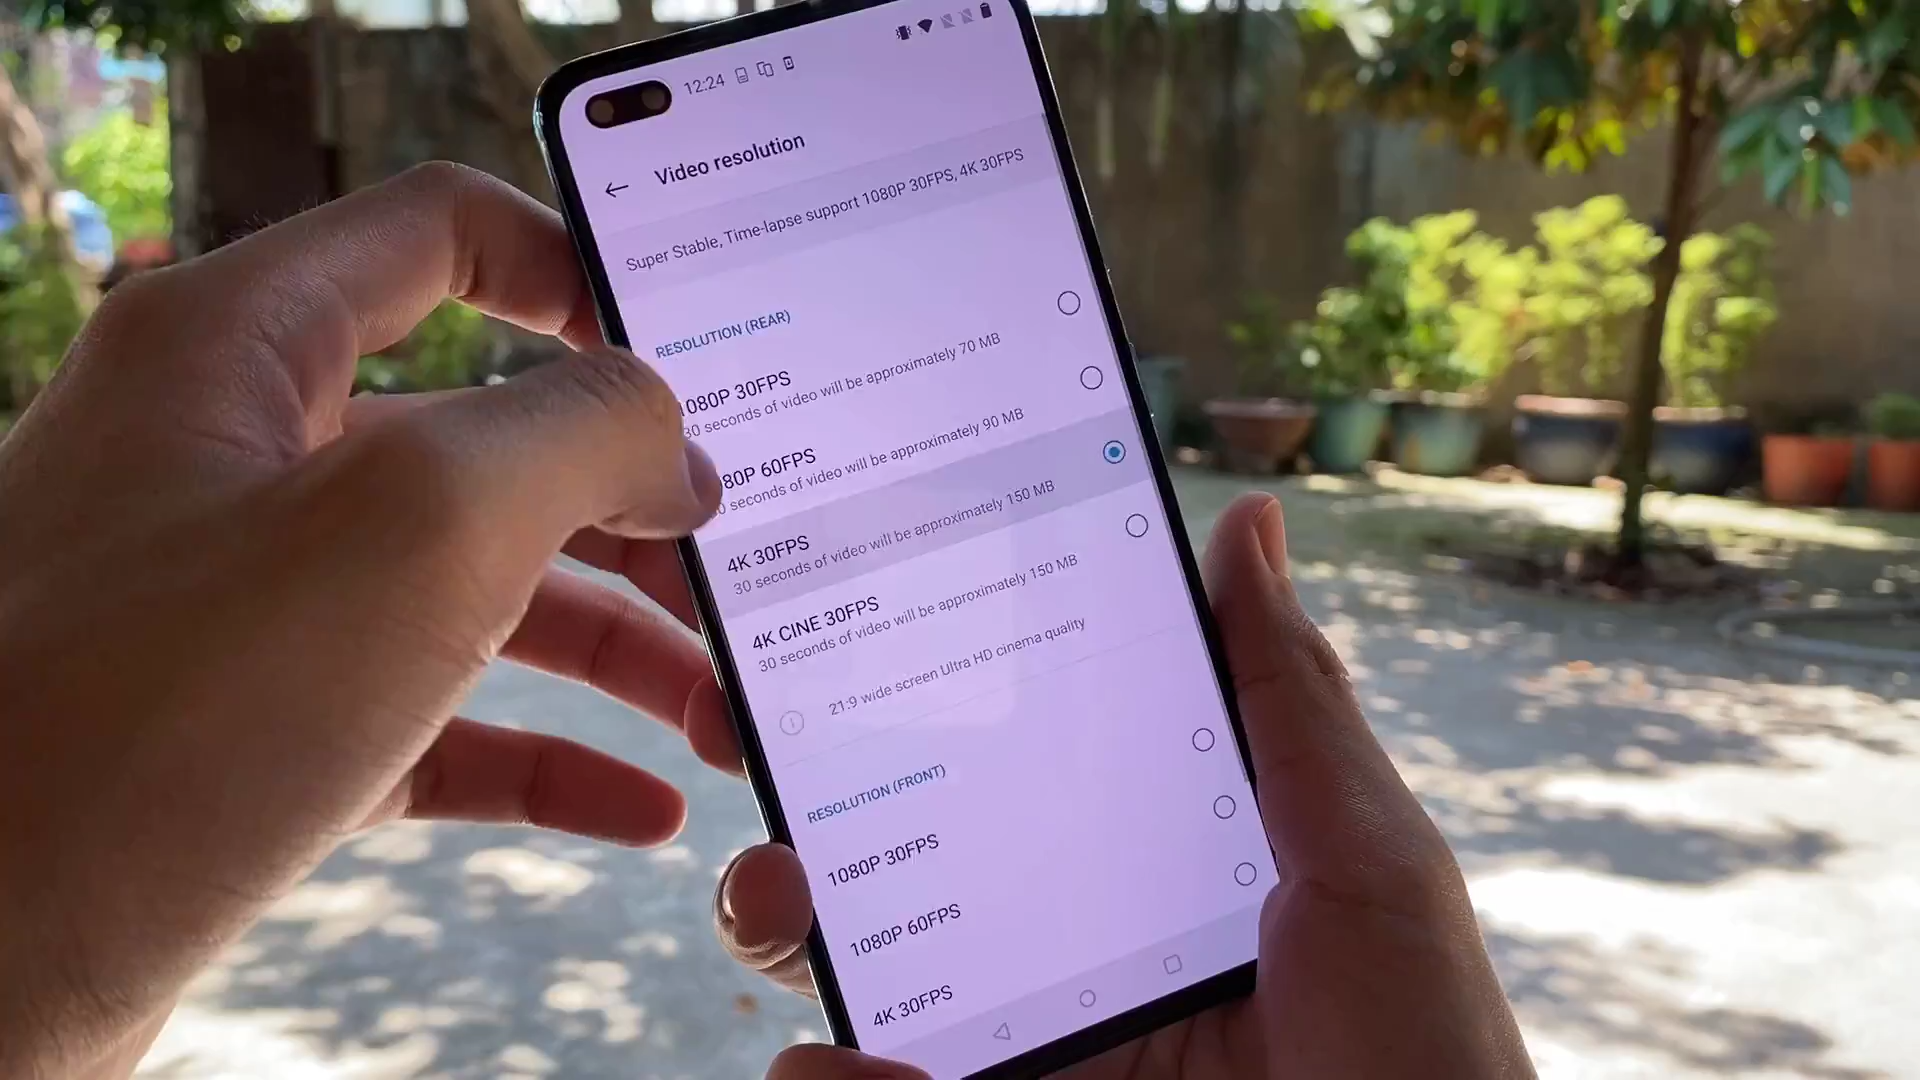 12:24
Video resolution
Super Stable, Time-lapse support 1080P 30FPS, 4K 30FPS
RESOLUTION (REAR)
1080P 30FPS
30 seconds of video will be approximately 70 MB
080P 60FPS
0 seconds of video will be approximately 90 MB
4K 30FPS
30 seconds of video will be approximately 150 MB
4K CINE 30FPS
30 seconds of video will be approximately 150 MB
21:9 wide screen Ultra HD cinema quality
RESOLUTION (FRONT)
1080P 30FPS
1080P 60FPS
4K 30FPS